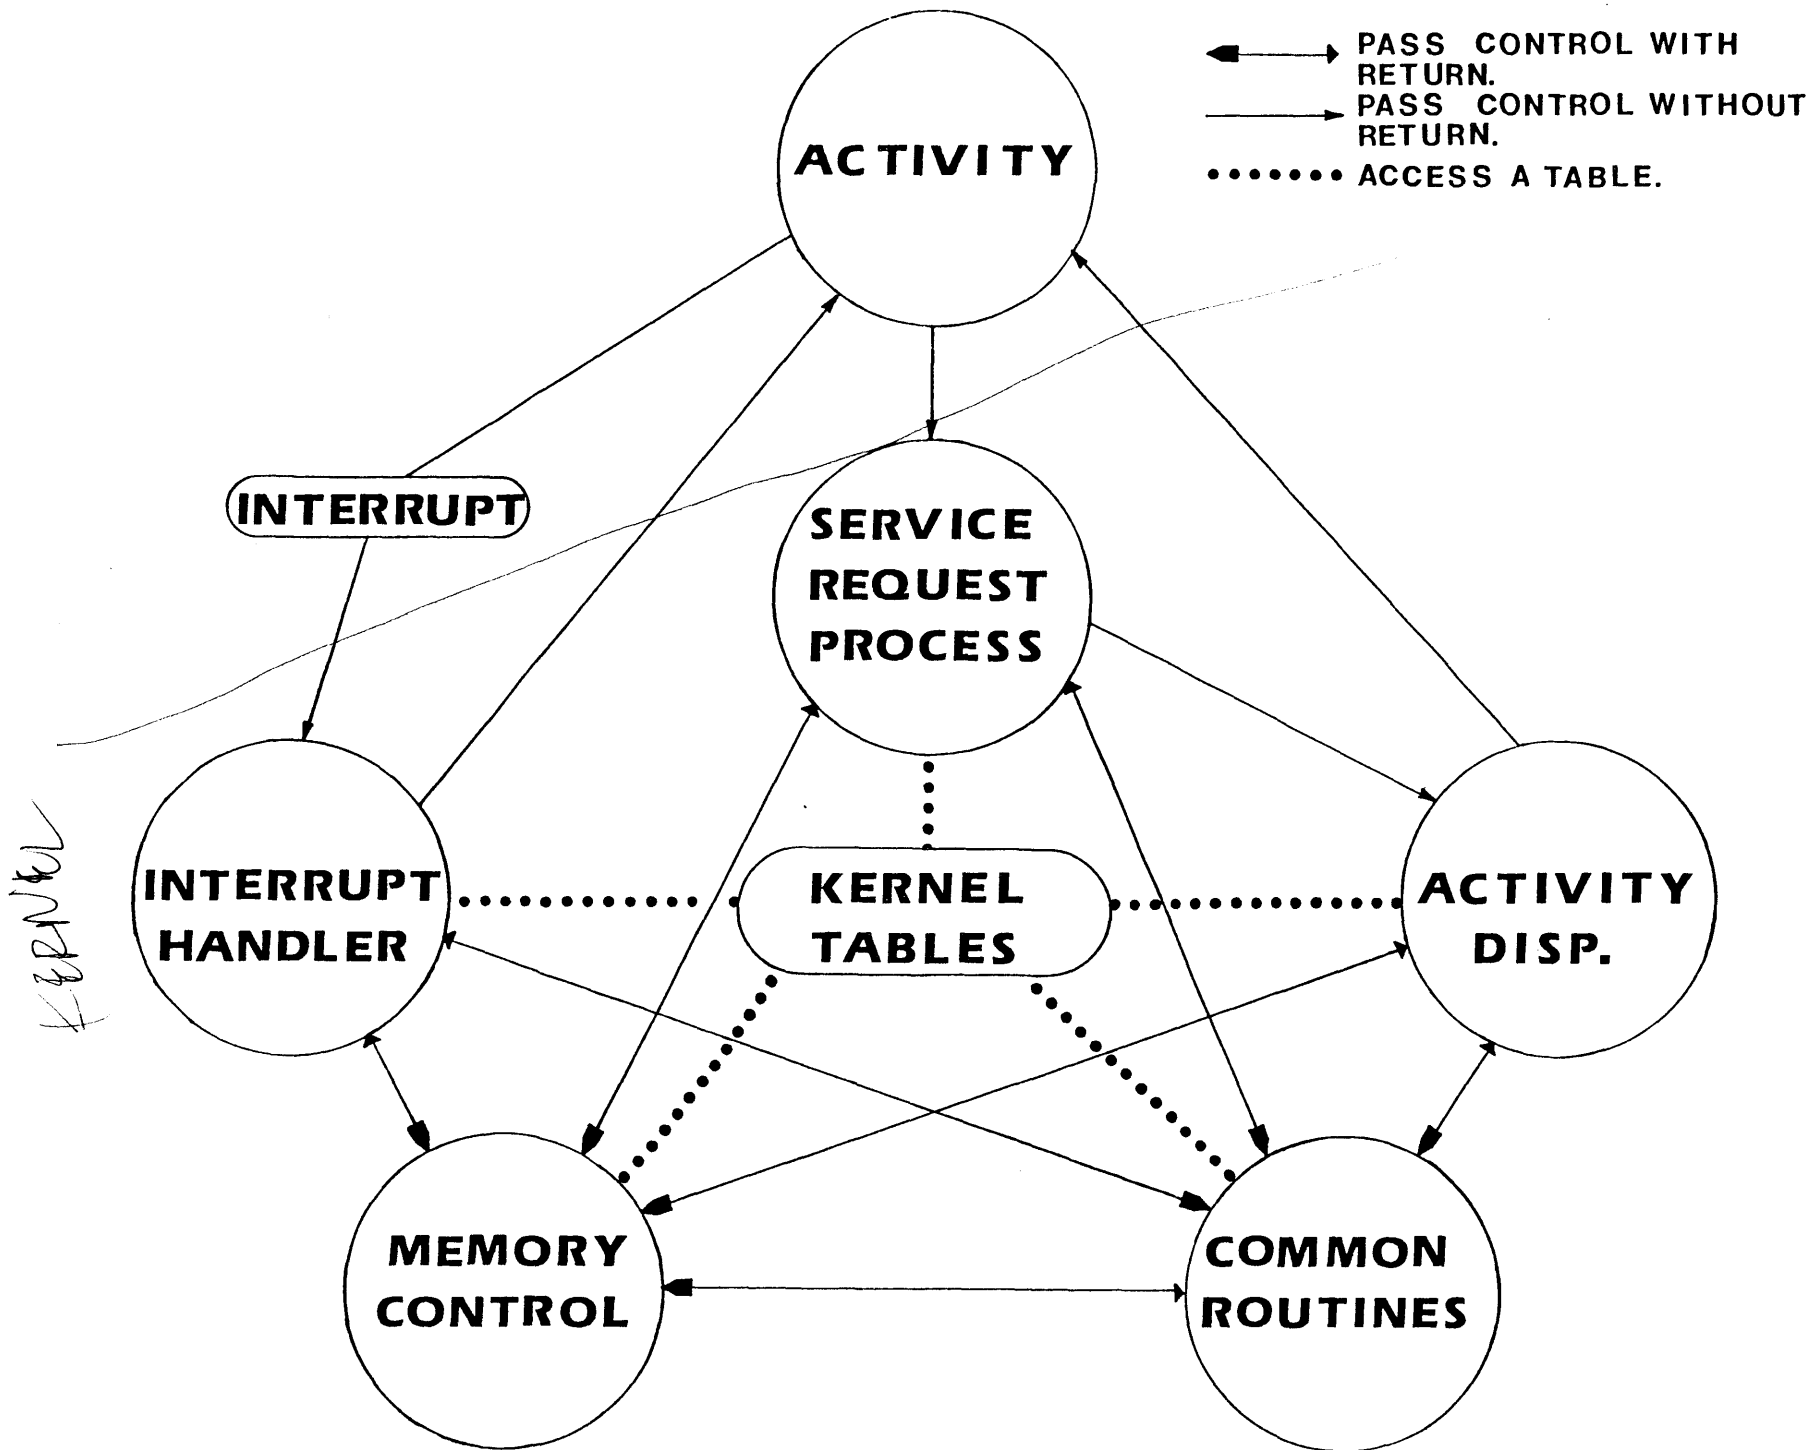 PASS CONTROL WITH
RETURN.
PASS CONTROL WITHOUT
RETURN.
ACCESS A TABLE.
ACTIVITY
INTERRUPT
SERVICE
REQUEST
PROCESS
KERNEL
INTERRUPT
HANDLER
KERNEL
TABLES
ACTIVITY
DISP.
MEMORY
CONTROL
COMMON
ROUTINES